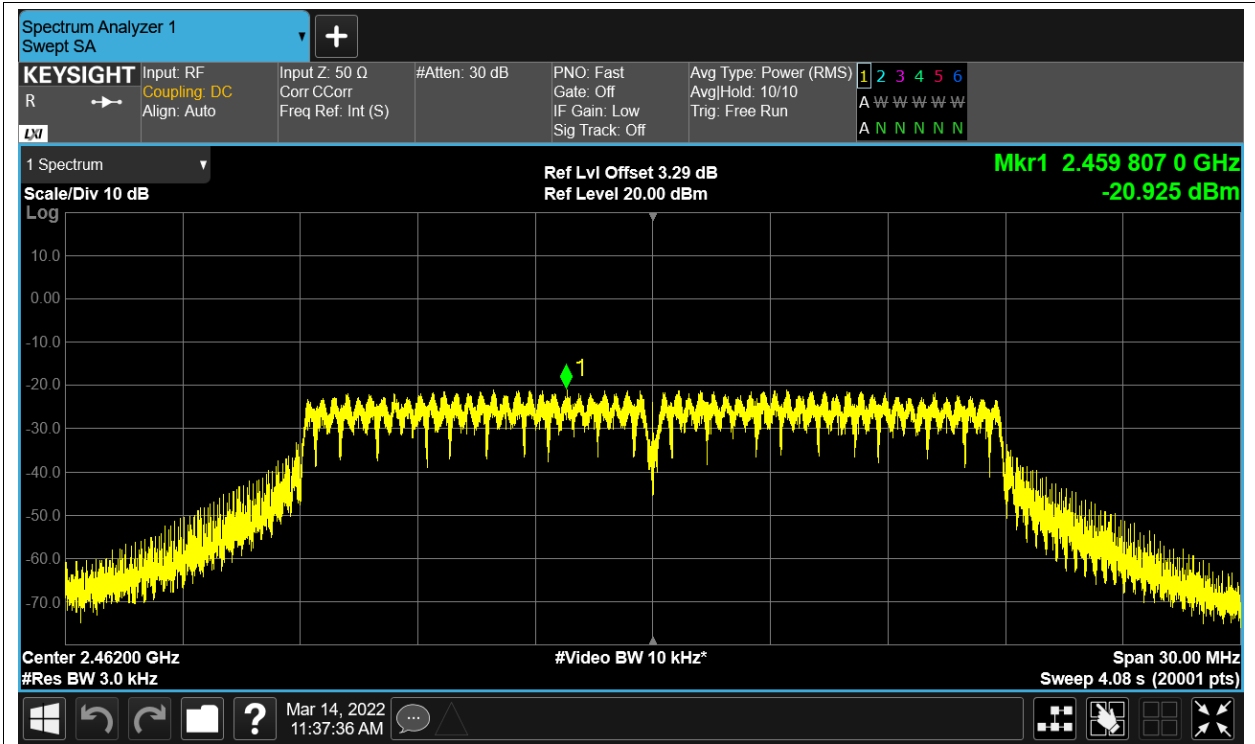 Spectrum Analyzer 1
Swept SA
KEYSIGHT
R
LXI
Input: RF
Coupling: DC
Align: Auto
Input Z: 50 Ω
Corr CCorr
Freq Ref: Int (S)
#Atten: 30 dB
PNO: Fast
Gate: Off
IF Gain: Low
Sig Track: Off
Avg Type: Power (RMS)
Avg|Hold: 10/10
Trig: Free Run
1 2 3 4 5 6
A W W W W W
A N N N N N
1 Spectrum
Scale/Div 10 dB
Log
Ref Lvl Offset 3.29 dB
Ref Level 20.00 dBm
Mkr1 2.459 807 0 GHz
-20.925 dBm
10.0
0.00
-10.0
-20.0
-30.0
-40.0
-50.0
-60.0
-70.0
1
Center 2.46200 GHz
#Res BW 3.0 kHz
#Video BW 10 kHz*
Span 30.00 MHz
Sweep 4.08 s (20001 pts)
?
Mar 14, 2022
11:37:36 AM